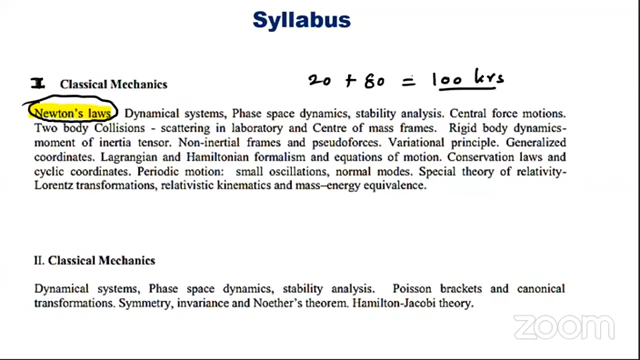 Syllabus
I Classical Mechanics 20 + 80 = 100 hrs
Newton's laws. Dynamical systems, Phase space dynamics, stability analysis. Central force motions.
Two body Collisions - scattering in laboratory and Centre of mass frames. Rigid body dynamics-
moment of inertia tensor. Non-inertial frames and pseudoforces. Variational principle. Generalized
coordinates. Lagrangian and Hamiltonian formalism and equations of motion. Conservation laws and
cyclic coordinates. Periodic motion: small oscillations, normal modes. Special theory of relativity-
Lorentz transformations, relativistic kinematics and mass–energy equivalence.
II. Classical Mechanics
Dynamical systems, Phase space dynamics, stability analysis. Poisson brackets and canonical
transformations. Symmetry, invariance and Noether's theorem. Hamilton-Jacobi theory.
zoom